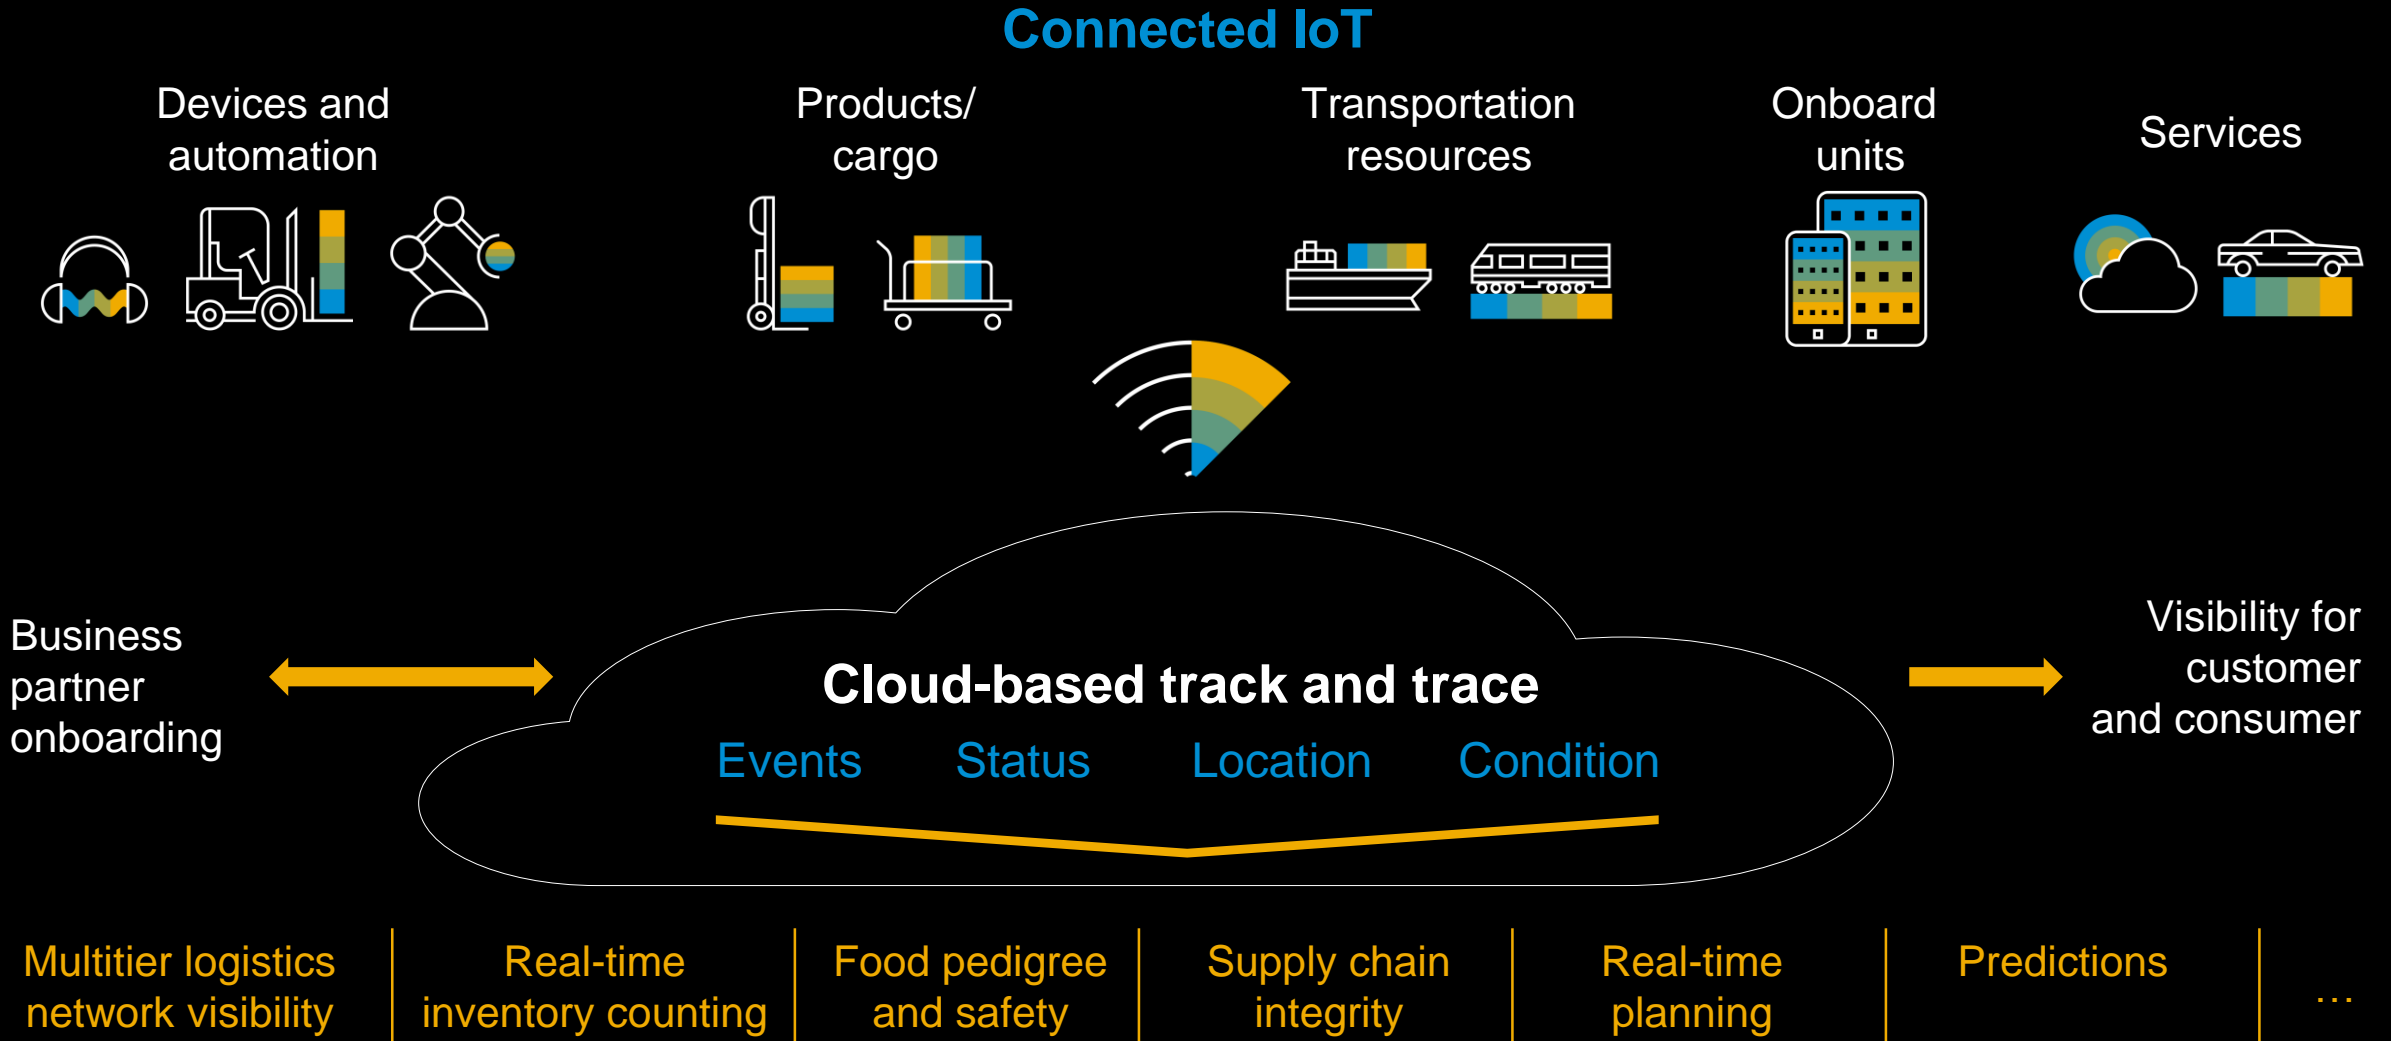 Connected IoT
Devices and
automation
Products/
cargo
Transportation
resources
Onboard
units
Services
Business
partner
onboarding
Cloud-based track and trace
Events Status Location Condition
Visibility for
customer
and consumer
Multitier logistics
network visibility
Real-time
inventory counting
Food pedigree
and safety
Supply chain
integrity
Real-time
planning
Predictions
...